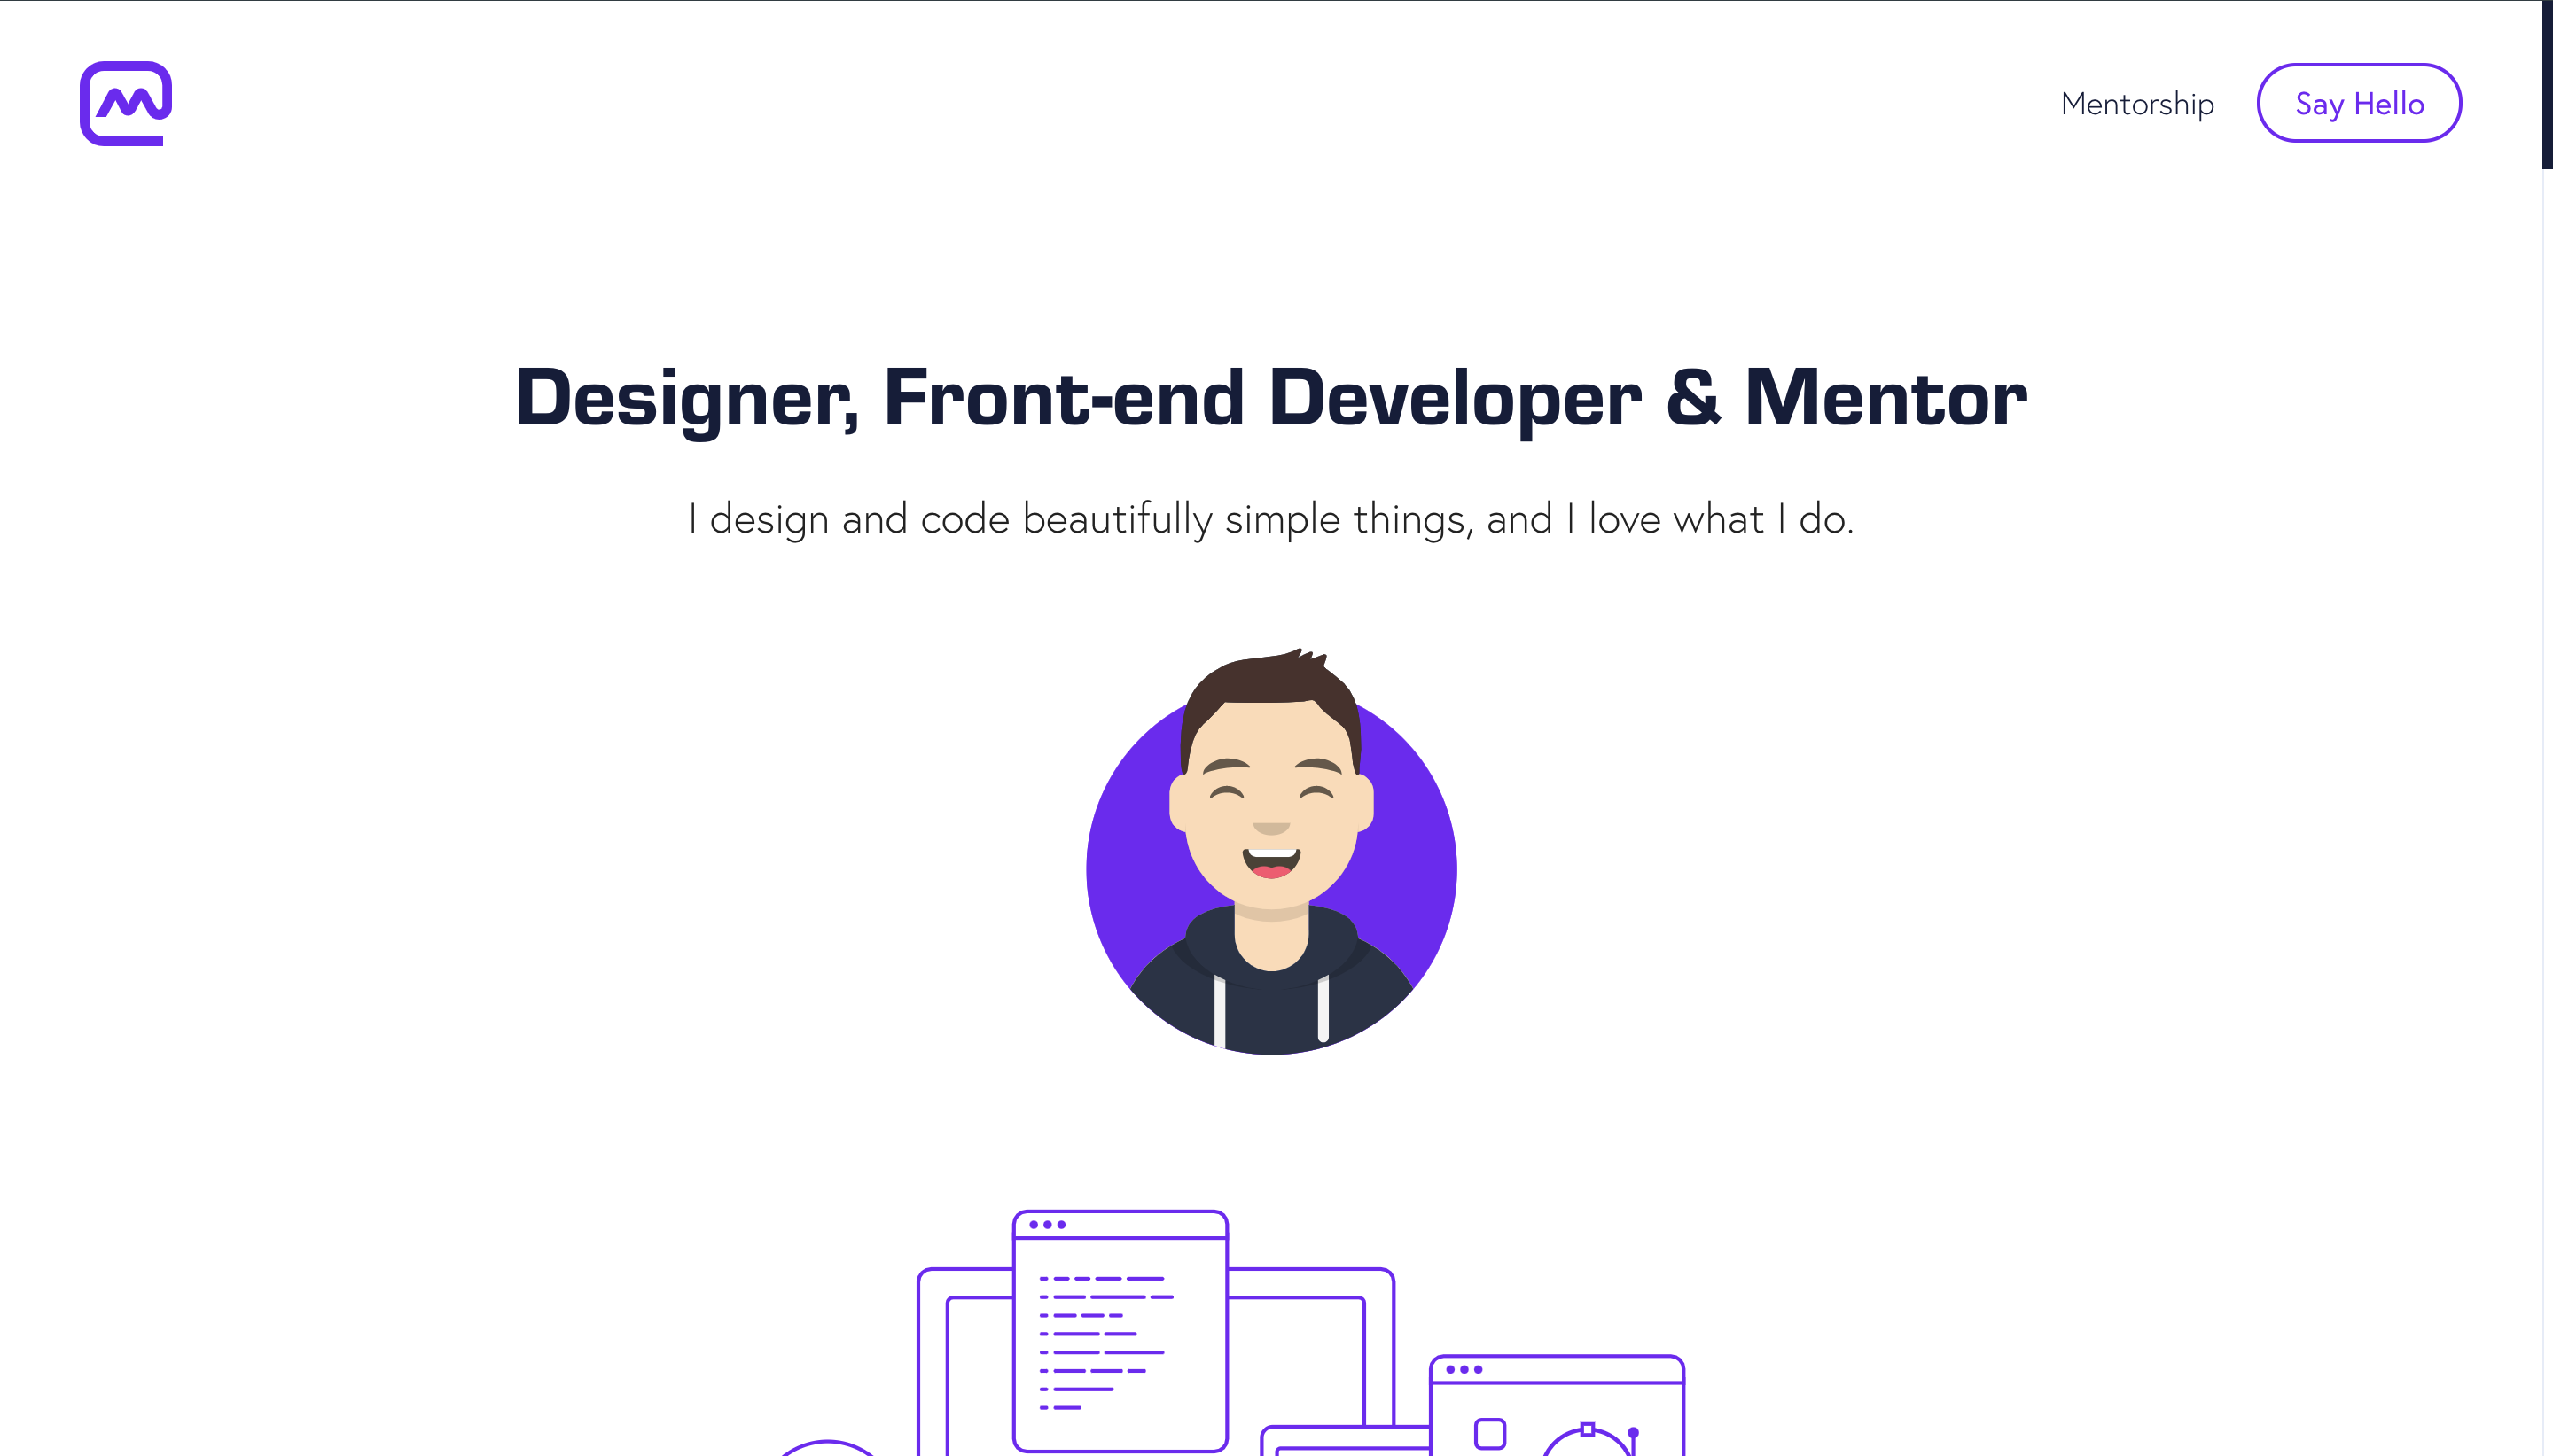 Mentorship
Say Hello
Designer, Front-end Developer & Mentor
I design and code beautifully simple things, and I love what I do.